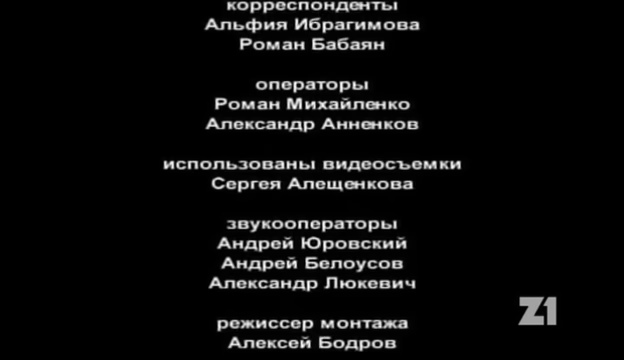 корреспонденты
Альфия Ибрагимова
Роман Бабаян
операторы
Роман Михайленко
Александр Анненков
использованы видеосъемки
Сергея Алещенкова
звукооператоры
Андрей Юровский
Андрей Белоусов
Александр Люкевич
Z1
режиссер монтажа
Алексей Бодров